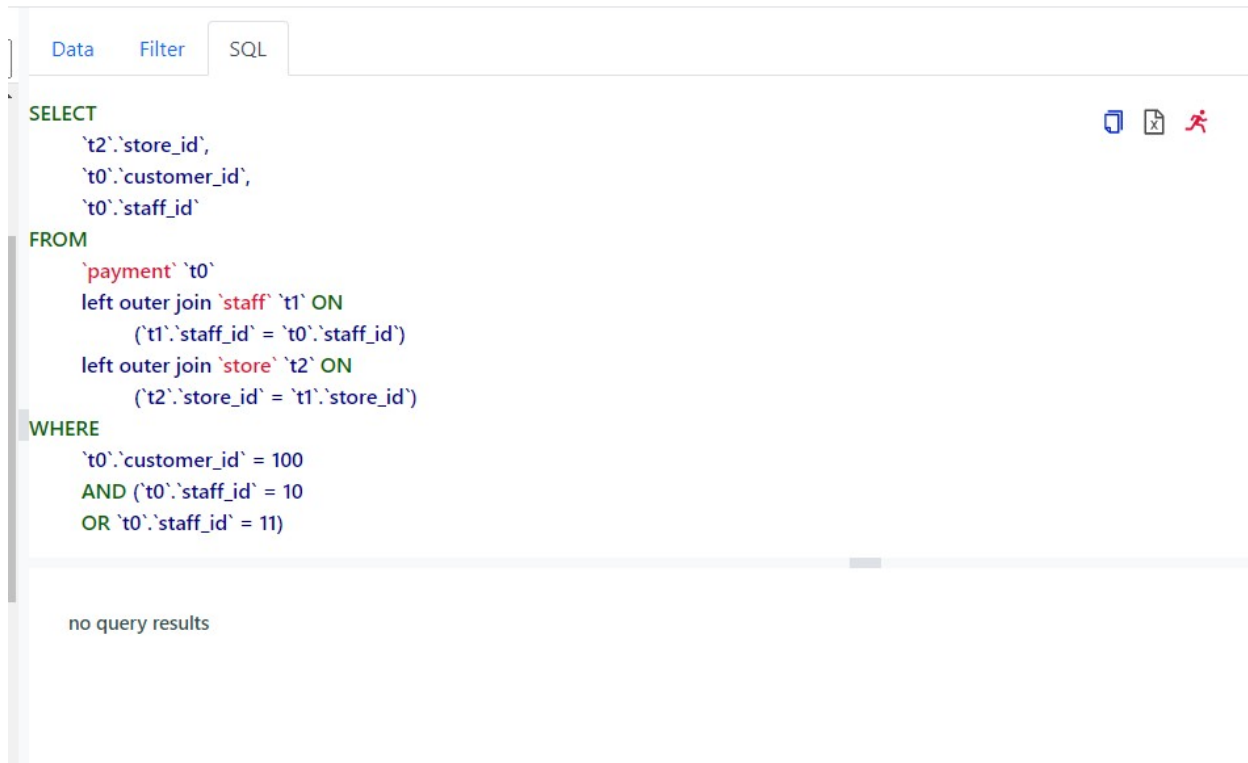 Data Filter SQL
SELECT
`t2`.`store_id`,
`t0`.`customer_id`,
`t0`.`staff_id`
FROM
`payment` `t0`
left outer join `staff` `t1` ON
(`t1`.`staff_id` = `t0`.`staff_id`)
left outer join `store` `t2` ON
(`t2`.`store_id` = `t1`.`store_id`)
WHERE
`t0`.`customer_id` = 100
AND (`t0`.`staff_id` = 10
OR `t0`.`staff_id` = 11)
no query results